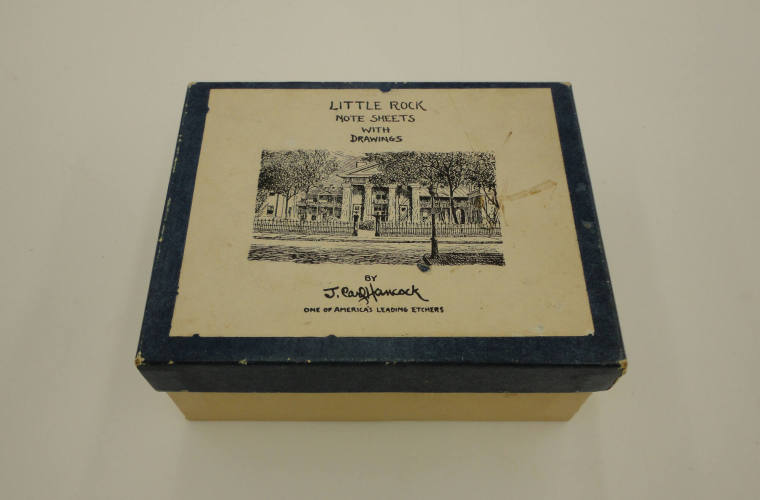 LITTLE ROCK
NOTE SHEETS
WITH
DRAWINGS
BY
J. Carl Hancock
ONE OF AMERICA'S LEADING ETCHERS